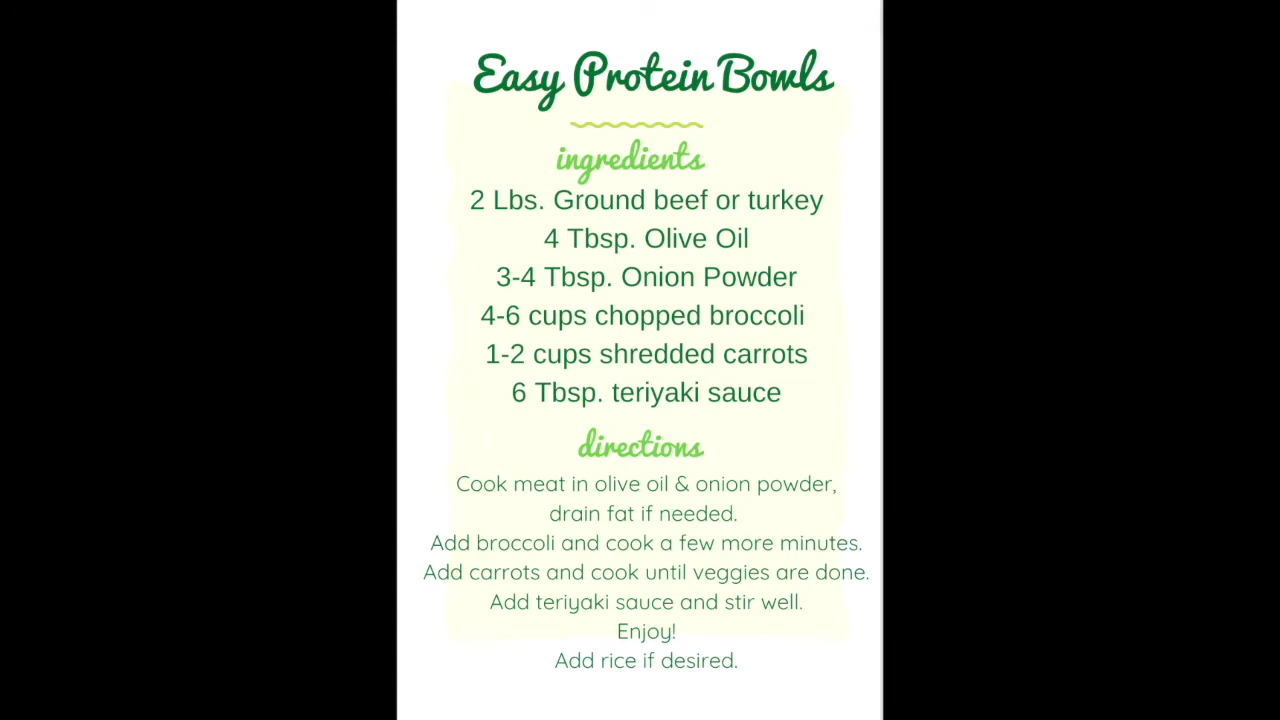 Easy Protein Bowls
ingredients
2 Lbs. Ground beef or turkey
4 Tbsp. Olive Oil
3-4 Tbsp. Onion Powder
4-6 cups chopped broccoli
1-2 cups shredded carrots
6 Tbsp. teriyaki sauce
directions
Cook meat in olive oil & onion powder,
drain fat if needed.
Add broccoli and cook a few more minutes.
Add carrots and cook until veggies are done.
Add teriyaki sauce and stir well.
Enjoy!
Add rice if desired.